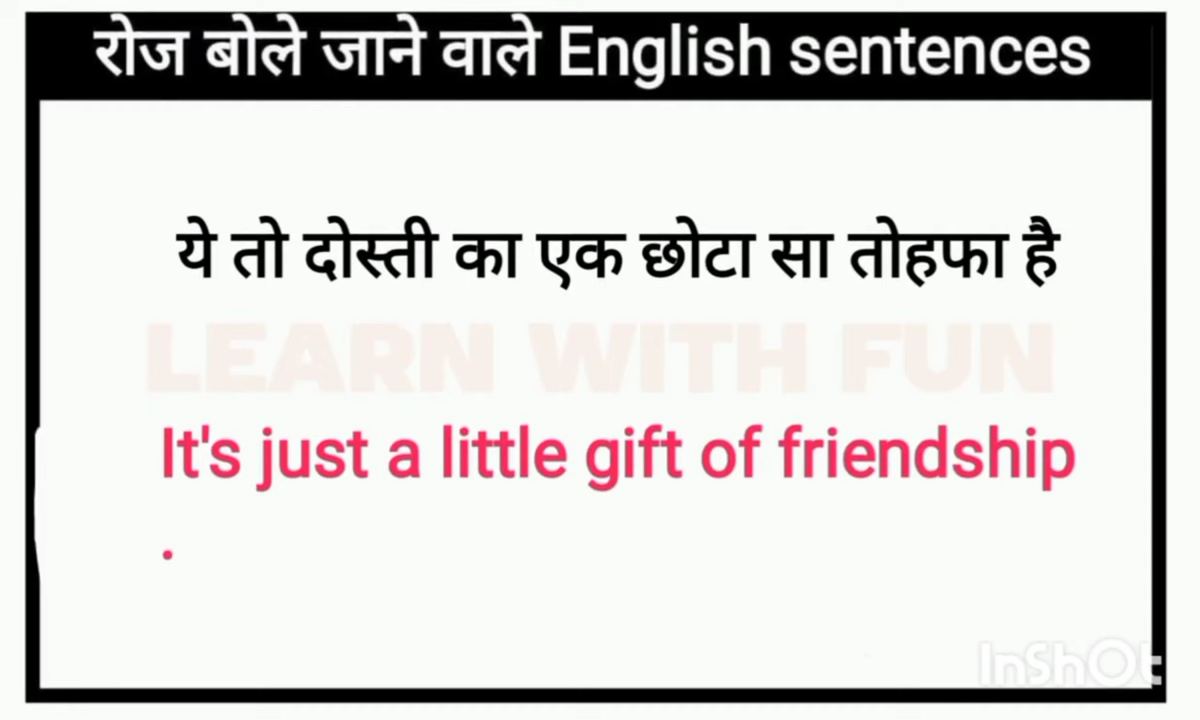 रोज बोले जाने वाले English sentences
ये तो दोस्ती का एक छोटा सा तोहफा है
LEARN WITH FUN
It's just a little gift of friendship
.
InShOt